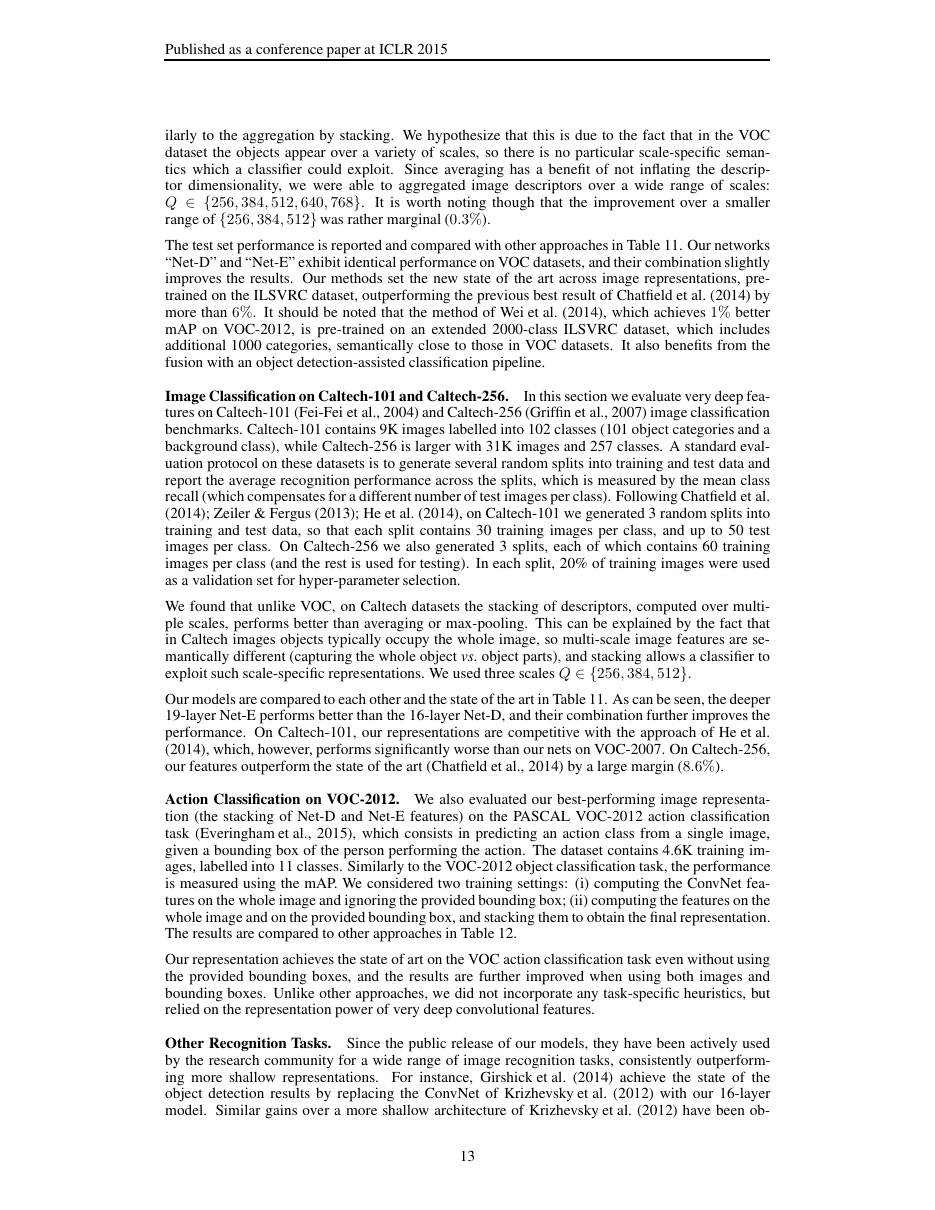 Published as a conference paper at ICLR 2015
ilarly to the aggregation by stacking. We hypothesize that this is due to the fact that in the VOC
dataset the objects appear over a variety of scales, so there is no particular scale-specific seman-
tics which a classifier could exploit. Since averaging has a benefit of not inflating the descrip-
tor dimensionality, we were able to aggregated image descriptors over a wide range of scales:
Q ∈ {256, 384, 512, 640, 768}. It is worth noting though that the improvement over a smaller
range of {256, 384, 512} was rather marginal (0.3%).
The test set performance is reported and compared with other approaches in Table 11. Our networks
“Net-D” and “Net-E” exhibit identical performance on VOC datasets, and their combination slightly
improves the results. Our methods set the new state of the art across image representations, pre-
trained on the ILSVRC dataset, outperforming the previous best result of Chatfield et al. (2014) by
more than 6%. It should be noted that the method of Wei et al. (2014), which achieves 1% better
mAP on VOC-2012, is pre-trained on an extended 2000-class ILSVRC dataset, which includes
additional 1000 categories, semantically close to those in VOC datasets. It also benefits from the
fusion with an object detection-assisted classification pipeline.
Image Classification on Caltech-101 and Caltech-256. In this section we evaluate very deep fea-
tures on Caltech-101 (Fei-Fei et al., 2004) and Caltech-256 (Griffin et al., 2007) image classification
benchmarks. Caltech-101 contains 9K images labelled into 102 classes (101 object categories and a
background class), while Caltech-256 is larger with 31K images and 257 classes. A standard eval-
uation protocol on these datasets is to generate several random splits into training and test data and
report the average recognition performance across the splits, which is measured by the mean class
recall (which compensates for a different number of test images per class). Following Chatfield et al.
(2014); Zeiler & Fergus (2013); He et al. (2014), on Caltech-101 we generated 3 random splits into
training and test data, so that each split contains 30 training images per class, and up to 50 test
images per class. On Caltech-256 we also generated 3 splits, each of which contains 60 training
images per class (and the rest is used for testing). In each split, 20% of training images were used
as a validation set for hyper-parameter selection.
We found that unlike VOC, on Caltech datasets the stacking of descriptors, computed over multi-
ple scales, performs better than averaging or max-pooling. This can be explained by the fact that
in Caltech images objects typically occupy the whole image, so multi-scale image features are se-
mantically different (capturing the whole object vs. object parts), and stacking allows a classifier to
exploit such scale-specific representations. We used three scales Q ∈ {256, 384, 512}.
Our models are compared to each other and the state of the art in Table 11. As can be seen, the deeper
19-layer Net-E performs better than the 16-layer Net-D, and their combination further improves the
performance. On Caltech-101, our representations are competitive with the approach of He et al.
(2014), which, however, performs significantly worse than our nets on VOC-2007. On Caltech-256,
our features outperform the state of the art (Chatfield et al., 2014) by a large margin (8.6%).
Action Classification on VOC-2012. We also evaluated our best-performing image representa-
tion (the stacking of Net-D and Net-E features) on the PASCAL VOC-2012 action classification
task (Everingham et al., 2015), which consists in predicting an action class from a single image,
given a bounding box of the person performing the action. The dataset contains 4.6K training im-
ages, labelled into 11 classes. Similarly to the VOC-2012 object classification task, the performance
is measured using the mAP. We considered two training settings: (i) computing the ConvNet fea-
tures on the whole image and ignoring the provided bounding box; (ii) computing the features on the
whole image and on the provided bounding box, and stacking them to obtain the final representation.
The results are compared to other approaches in Table 12.
Our representation achieves the state of art on the VOC action classification task even without using
the provided bounding boxes, and the results are further improved when using both images and
bounding boxes. Unlike other approaches, we did not incorporate any task-specific heuristics, but
relied on the representation power of very deep convolutional features.
Other Recognition Tasks. Since the public release of our models, they have been actively used
by the research community for a wide range of image recognition tasks, consistently outperform-
ing more shallow representations. For instance, Girshick et al. (2014) achieve the state of the
object detection results by replacing the ConvNet of Krizhevsky et al. (2012) with our 16-layer
model. Similar gains over a more shallow architecture of Krizhevsky et al. (2012) have been ob-
13